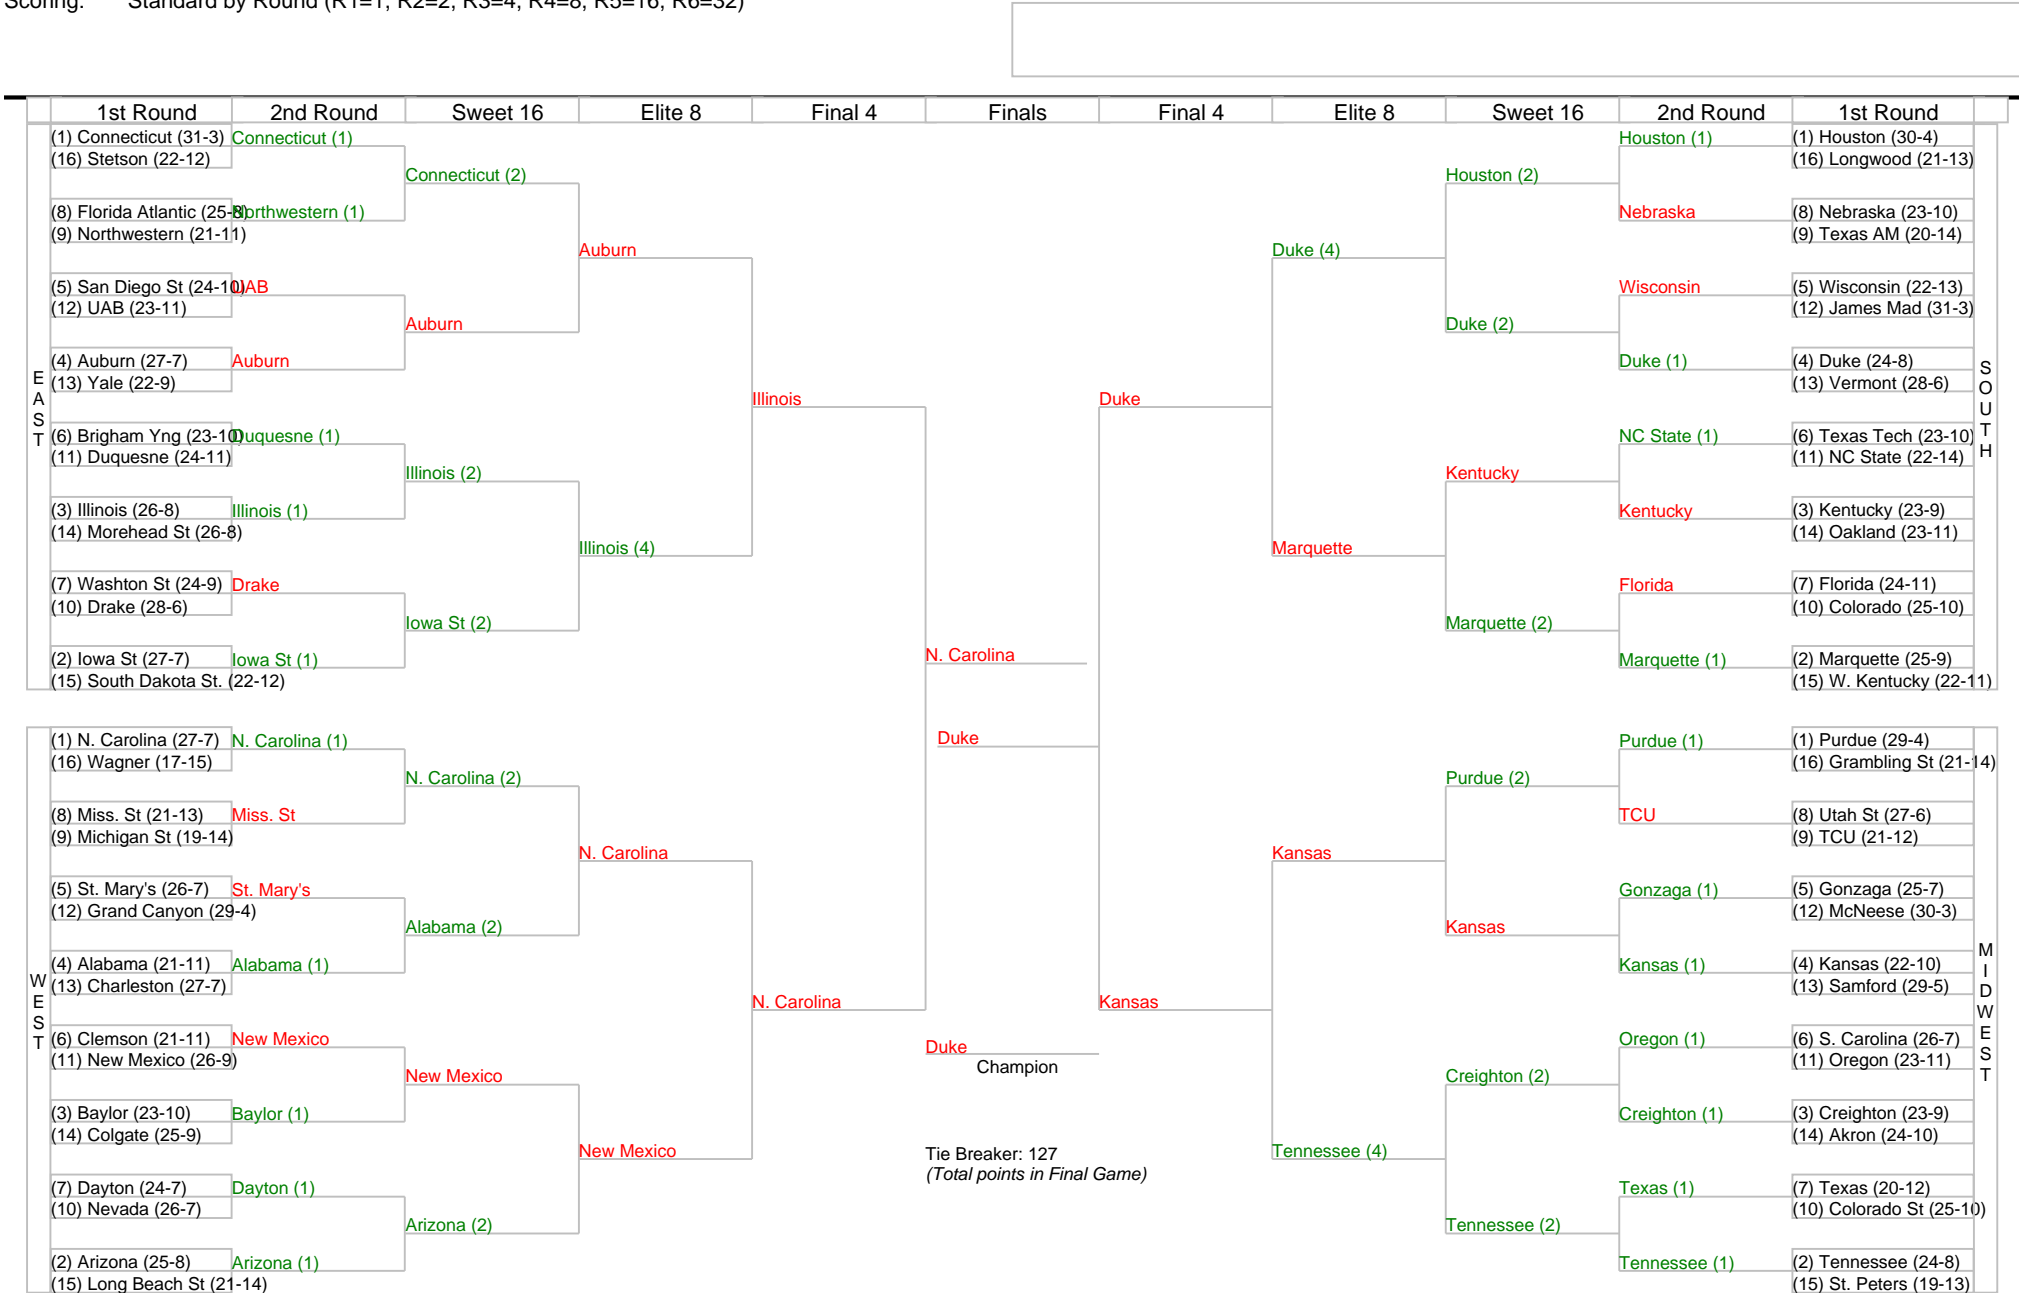 Scoring: Standard by Round (R1=1, R2=2, R3=4, R4=8, R5=16, R6=32)
1st Round 2nd Round Sweet 16 Elite 8 Final 4 Finals Final 4 Elite 8 Sweet 16 2nd Round 1st Round
EAST
(1) Connecticut (31-3)
(16) Stetson (22-12)
(8) Florida Atlantic (25-8)
(9) Northwestern (21-11)
(5) San Diego St (24-10)
(12) UAB (23-11)
(4) Auburn (27-7)
(13) Yale (22-9)
(6) Brigham Yng (23-10)
(11) Duquesne (24-11)
(3) Illinois (26-8)
(14) Morehead St (26-8)
(7) Washton St (24-9)
(10) Drake (28-6)
(2) Iowa St (27-7)
(15) South Dakota St. (22-12)
Connecticut (1)
Northwestern (1)
UAB
Auburn
Duquesne (1)
Illinois (1)
Drake
Iowa St (1)
Connecticut (2)
Auburn
Illinois (2)
Iowa St (2)
Auburn
Illinois (4)
Illinois
WEST
(1) N. Carolina (27-7)
(16) Wagner (17-15)
(8) Miss. St (21-13)
(9) Michigan St (19-14)
(5) St. Mary's (26-7)
(12) Grand Canyon (29-4)
(4) Alabama (21-11)
(13) Charleston (27-7)
(6) Clemson (21-11)
(11) New Mexico (26-9)
(3) Baylor (23-10)
(14) Colgate (25-9)
(7) Dayton (24-7)
(10) Nevada (26-7)
(2) Arizona (25-8)
(15) Long Beach St (21-14)
N. Carolina (1)
Miss. St
St. Mary's
Alabama (1)
New Mexico
Baylor (1)
Dayton (1)
Arizona (1)
N. Carolina (2)
Alabama (2)
New Mexico
Arizona (2)
N. Carolina
New Mexico
N. Carolina
N. Carolina
Duke
Duke
Champion
Tie Breaker: 127
(Total points in Final Game)
Duke
Duke (4)
Marquette
Houston (2)
Duke (2)
Kentucky
Marquette (2)
Houston (1)
Nebraska
Wisconsin
Duke (1)
NC State (1)
Kentucky
Florida
Marquette (1)
(1) Houston (30-4)
(16) Longwood (21-13)
(8) Nebraska (23-10)
(9) Texas AM (20-14)
(5) Wisconsin (22-13)
(12) James Mad (31-3)
(4) Duke (24-8)
(13) Vermont (28-6)
(6) Texas Tech (23-10)
(11) NC State (22-14)
(3) Kentucky (23-9)
(14) Oakland (23-11)
(7) Florida (24-11)
(10) Colorado (25-10)
(2) Marquette (25-9)
(15) W. Kentucky (22-11)
SOUTH
Kansas
Kansas
Tennessee (4)
Purdue (2)
Kansas
Creighton (2)
Tennessee (2)
Purdue (1)
TCU
Gonzaga (1)
Kansas (1)
Oregon (1)
Creighton (1)
Texas (1)
Tennessee (1)
(1) Purdue (29-4)
(16) Grambling St (21-14)
(8) Utah St (27-6)
(9) TCU (21-12)
(5) Gonzaga (25-7)
(12) McNeese (30-3)
(4) Kansas (22-10)
(13) Samford (29-5)
(6) S. Carolina (26-7)
(11) Oregon (23-11)
(3) Creighton (23-9)
(14) Akron (24-10)
(7) Texas (20-12)
(10) Colorado St (25-10)
(2) Tennessee (24-8)
(15) St. Peters (19-13)
MIDWEST